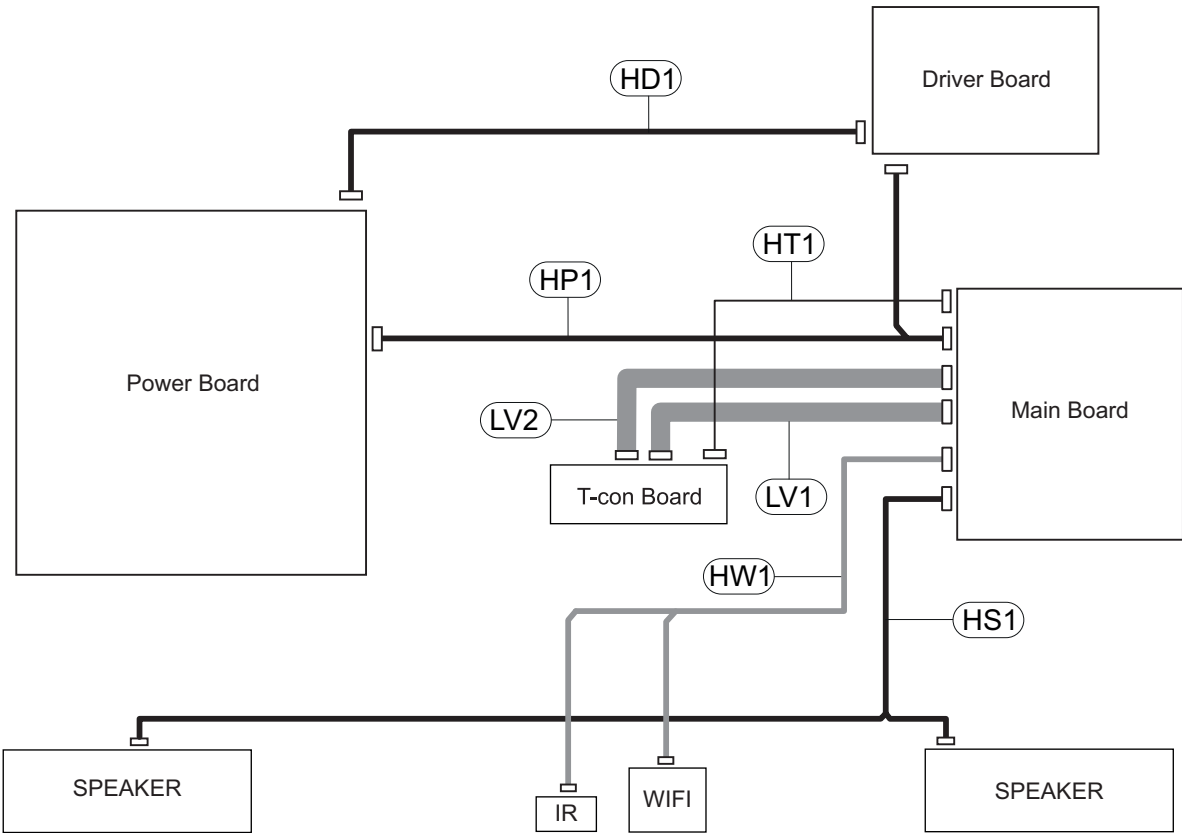 HD1
Driver Board
HT1
HP1
Power Board
Main Board
LV2
LV1
T-con Board
HW1
HS1
SPEAKER
IR
WIFI
SPEAKER